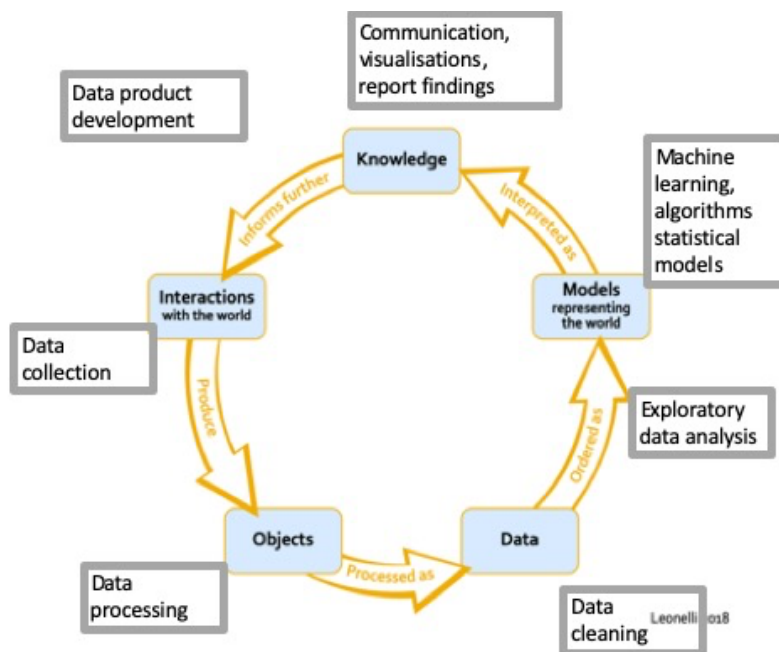 Communication,
visualisations,
report findings
Data product
development
Knowledge
Machine
learning,
algorithms
statistical
models
Informs further
Interpreted as
Interactions
with the world
Models
representing
the world
Data
collection
Produce
Exploratory
data analysis
Ordered as
Objects
Data
Processed as
Data
processing
Data
cleaning
Leonelli 018